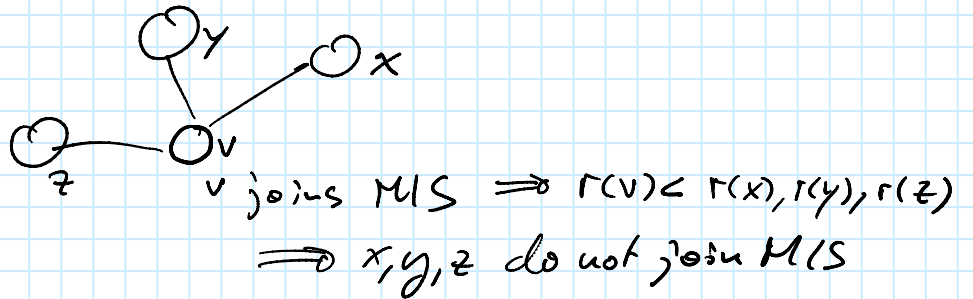 y
x
z
v
v joins MIS ⇒ r(v)< r(x), r(y), r(z)
⇒ x,y,z do not join MIS